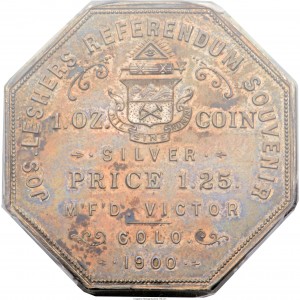 JOS. LESHERS REFERENDUM SOUVENIR
1.OZ. COIN
SILVER
PRICE 1.25.
M'F'D. VICTOR
COLO.
1900